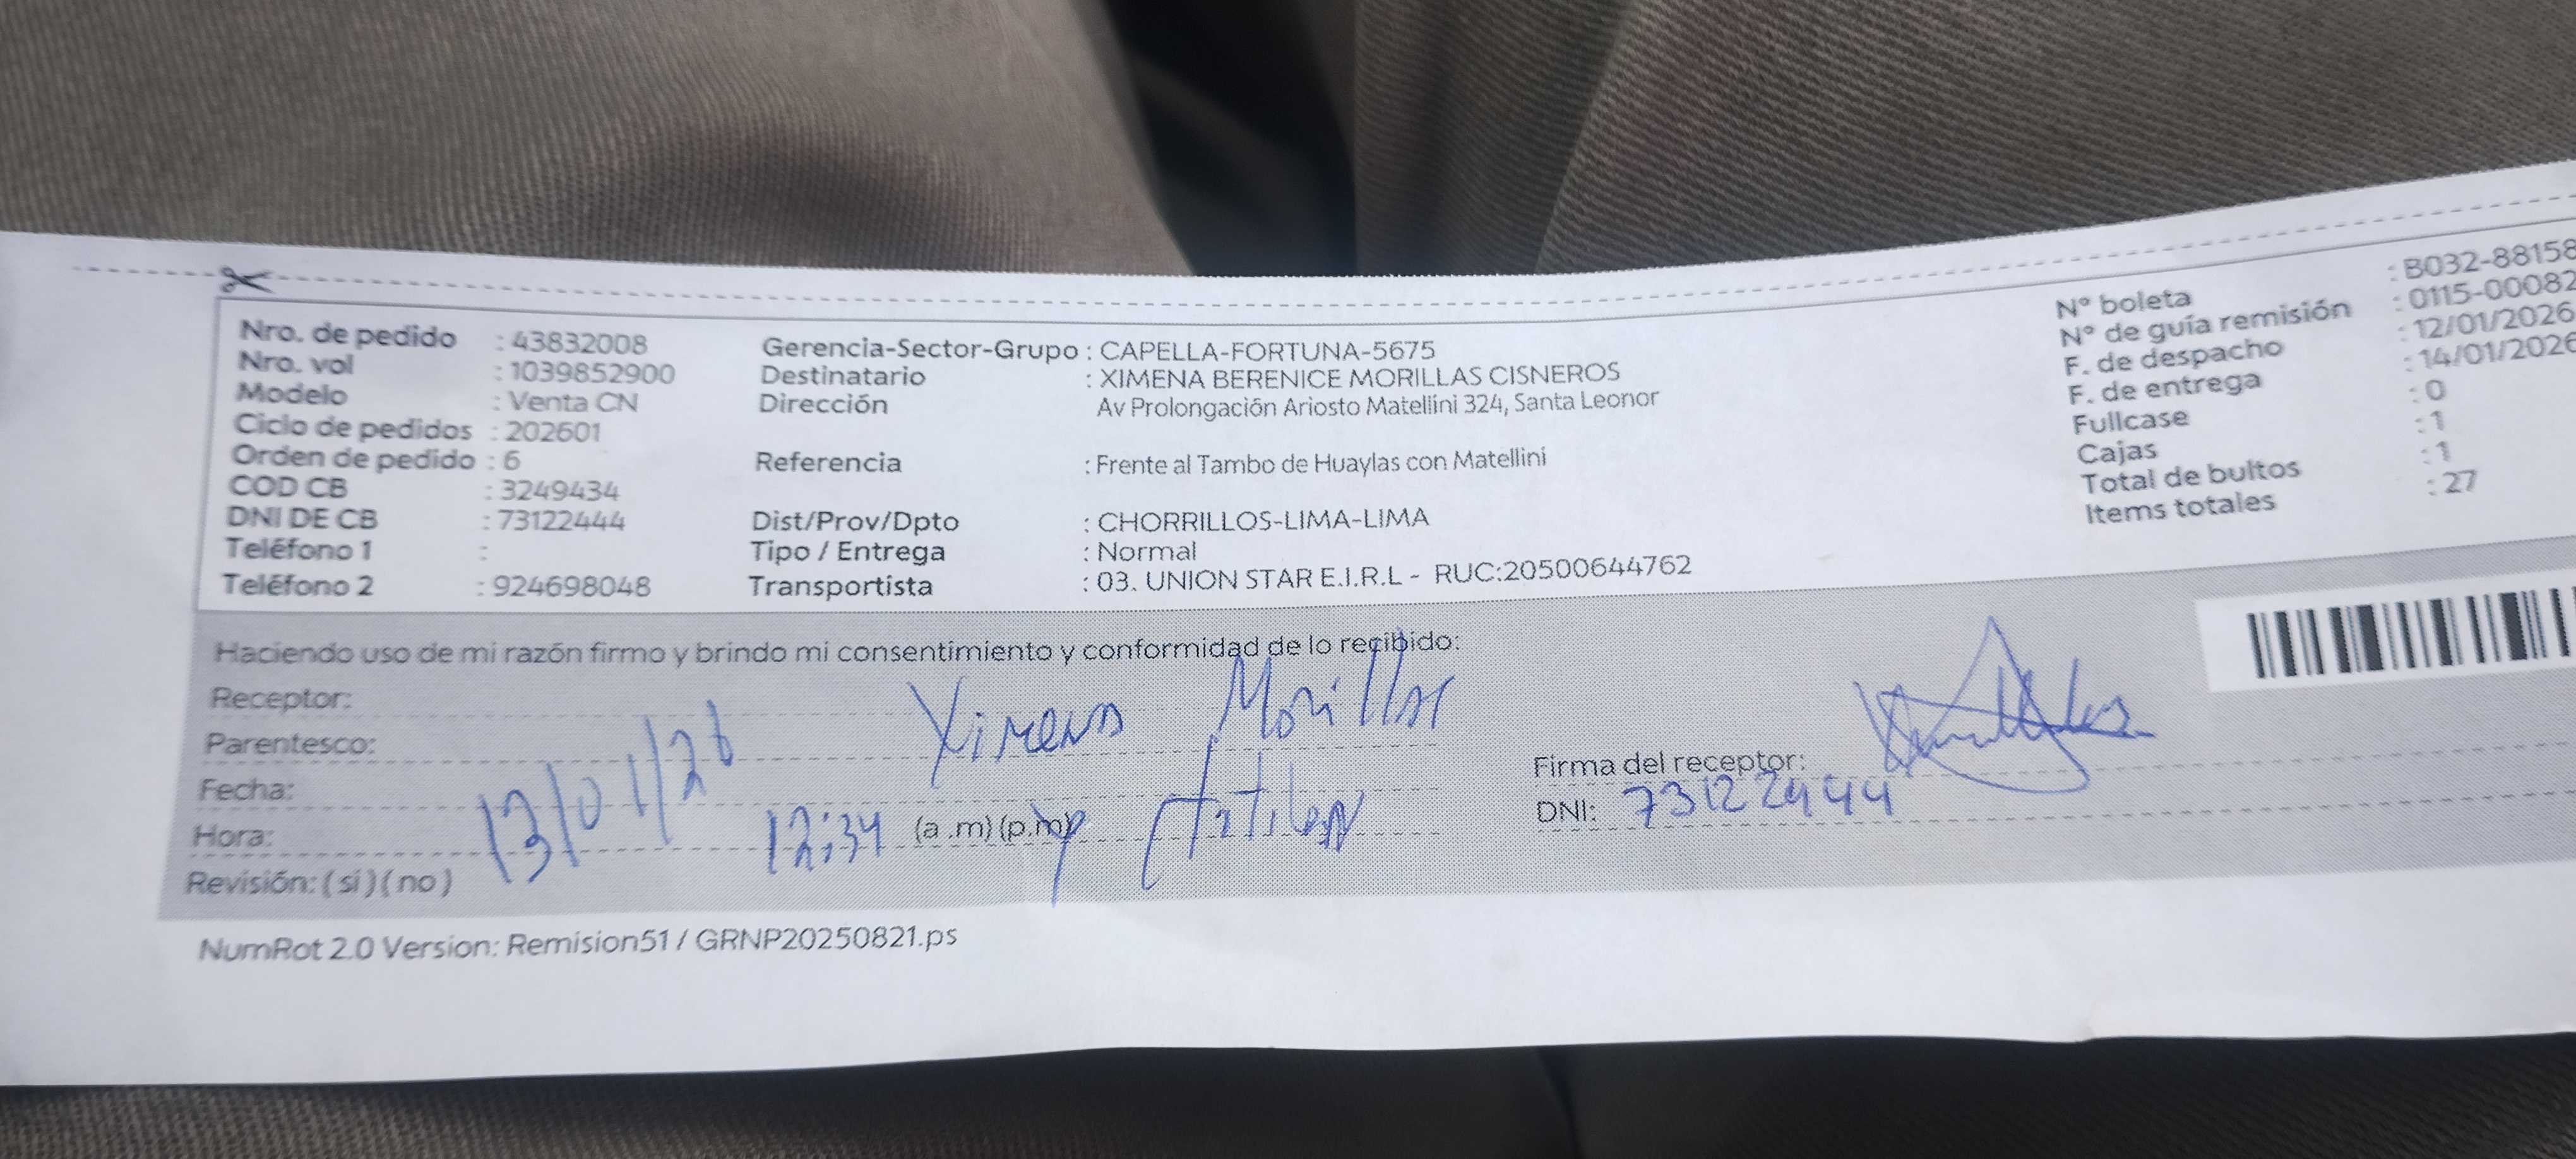 Nro. de pedido : 43832008
Nro. vol : 1039852900
Modelo : Venta CN
Ciclo de pedidos : 202601
Orden de pedido : 6
COD CB : 3249434
DNI DE CB : 73122444
Teléfono 1 :
Teléfono 2 : 924698048
Gerencia-Sector-Grupo : CAPELLA-FORTUNA-5675
Destinatario : XIMENA BERENICE MORILLAS CISNEROS
Dirección Av Prolongación Ariosto Matellini 324, Santa Leonor
Referencia : Frente al Tambo de Huaylas con Matellini
Dist/Prov/Dpto : CHORRILLOS-LIMA-LIMA
Tipo / Entrega : Normal
Transportista : 03. UNION STAR E.I.R.L - RUC:20500644762
N° boleta : B032-88158
N° de guía remisión : 0115-00082
F. de despacho : 12/01/2026
F. de entrega : 14/01/2026
Fullcase : 0
Cajas : 1
Total de bultos : 1
Items totales : 27
Haciendo uso de mi razón firmo y brindo mi consentimiento y conformidad de lo recibido:
Receptor: Ximena Morillas
Parentesco:
Fecha: 13/01/26
Hora: 12:34 (a.m)(p.m)
Revisión: (si)(no)
Firma del receptor:
DNI: 73122444
NumRot 2.0 Version: Remision51 / GRNP20250821.ps